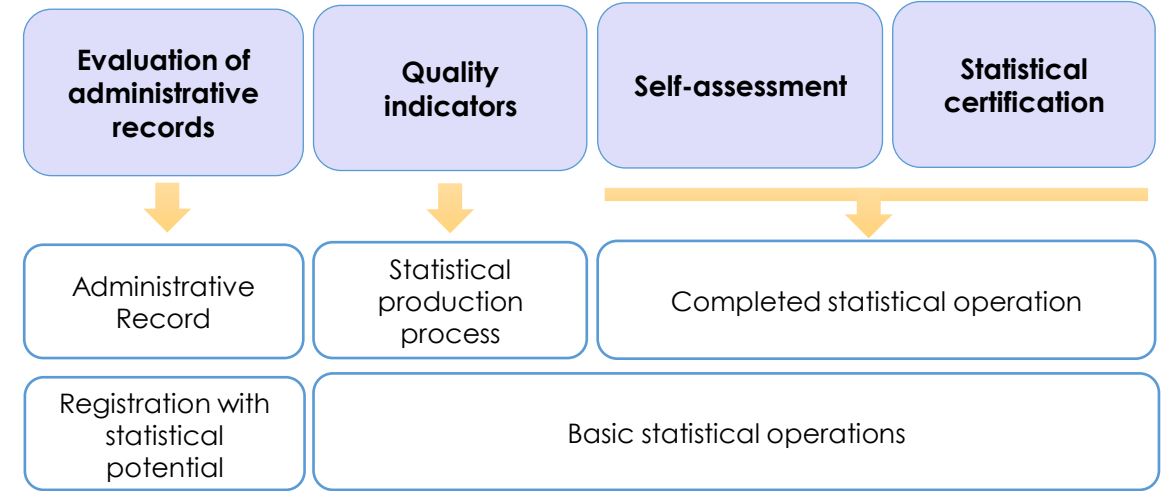 Evaluation of
administrative
records
Quality
indicators
Self-assessment
Statistical
certification
Administrative
Record
Statistical
production
process
Completed statistical operation
Registration with
statistical
potential
Basic statistical operations